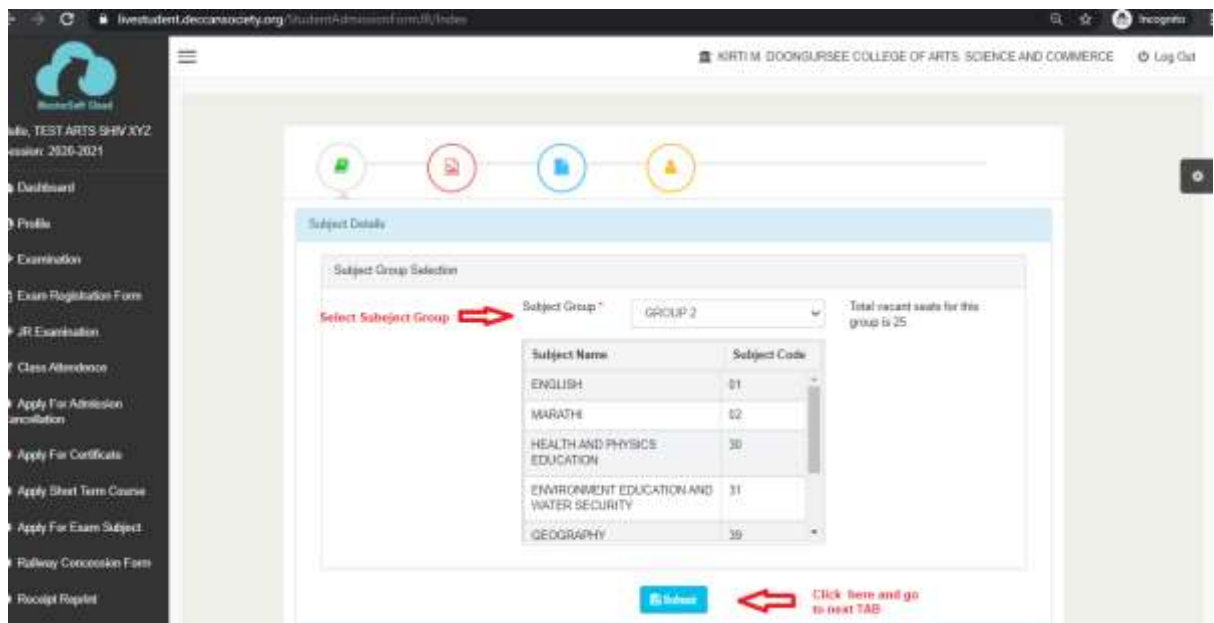 livestudent.deccansociety.org/StudentAdmissionFormJR/Index
Incognito
KIRTI M. DOONGURSEE COLLEGE OF ARTS, SCIENCE AND COMMERCE
Log Out
MasterSoft Cloud
TEST ARTS SHIV XYZ
2020-2021
Dashboard
Profile
Examination
Exam Registration Form
JR Examination
Class Attendence
Apply For Admission
Apply For Certificate
Apply Short Term Course
Apply For Exam Subject
Railway Concession Form
Receipt Reprint
Subject Details
Subject Group Selection
Select Subeject Group
Subject Group *
GROUP 2
Total vacant seats for this
group is 25
Subject Name Subject Code
ENGLISH 01
MARATHI 02
HEALTH AND PHYSICS 30
EDUCATION
ENVIRONMENT EDUCATION AND 31
WATER SECURITY
GEOGRAPHY 39
Submit
Click here and go
to next TAB